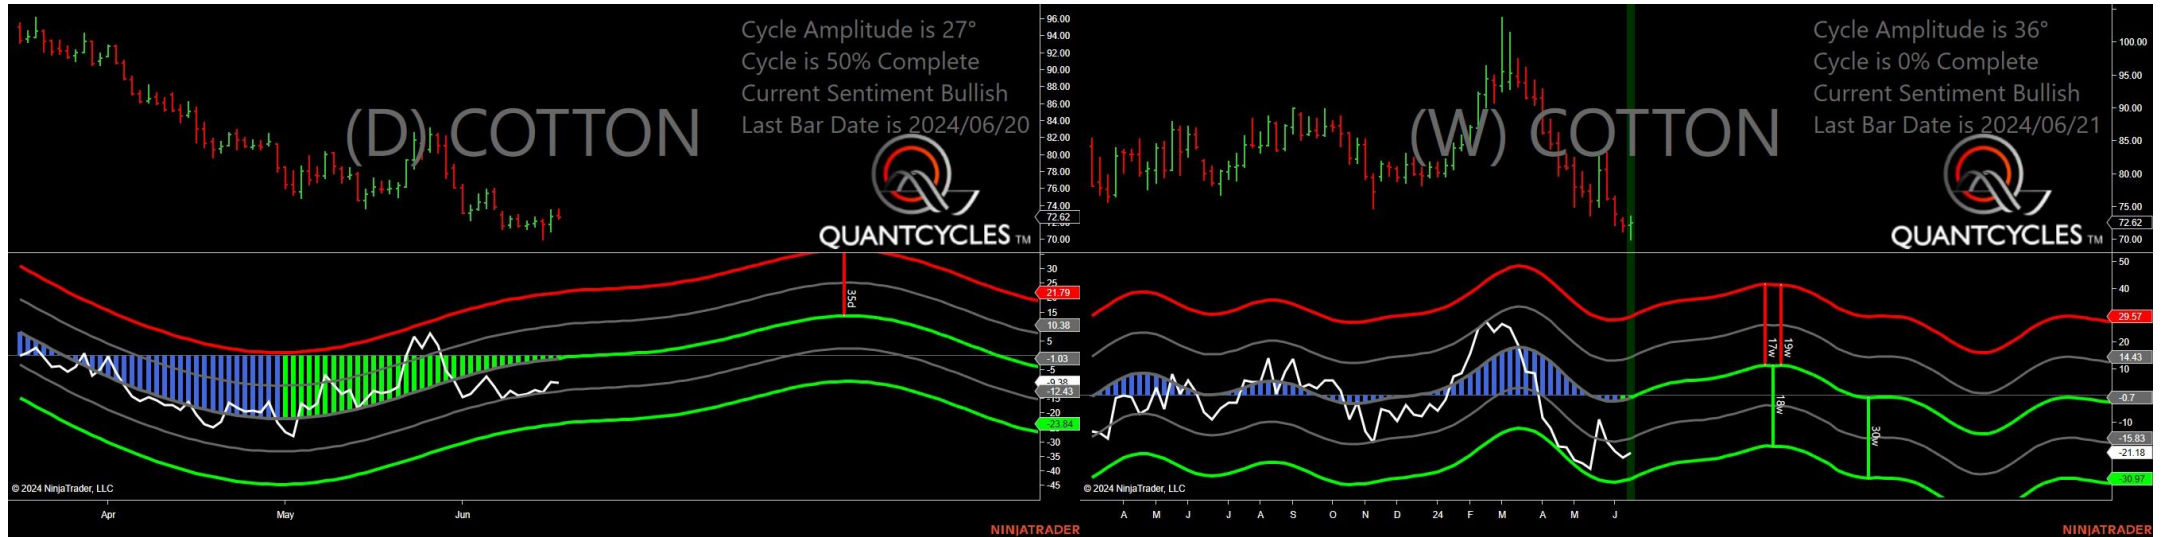 Cycle Amplitude is 27°
Cycle is 50% Complete
Current Sentiment Bullish
Last Bar Date is 2024/06/20
(D) COTTON
QUANTCYCLES TM
96.00
94.00
92.00
90.00
88.00
86.00
84.00
82.00
80.00
78.00
76.00
74.00
72.62
70.00
35d
30
21.79
15
10.38
5
-1.03
-5
-9.38
-12.43
-15
-20
-23.84
-30
-35
-40
-45
© 2024 NinjaTrader, LLC
Apr May Jun
NINJATRADER
Cycle Amplitude is 36°
Cycle is 0% Complete
Current Sentiment Bullish
Last Bar Date is 2024/06/21
(W) COTTON
QUANTCYCLES TM
100.00
95.00
90.00
85.00
80.00
75.00
72.62
70.00
17w
19w
18w
30w
50
40
29.57
20
14.43
10
-0.7
-10
-15.83
-21.18
-30.97
© 2024 NinjaTrader, LLC
A M J J A S O N D 24 F M A M J
NINJATRADER